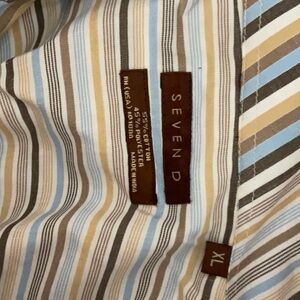 SEVEN D
55% COTTON
45% POLYESTER
MADE IN INDIA
XL